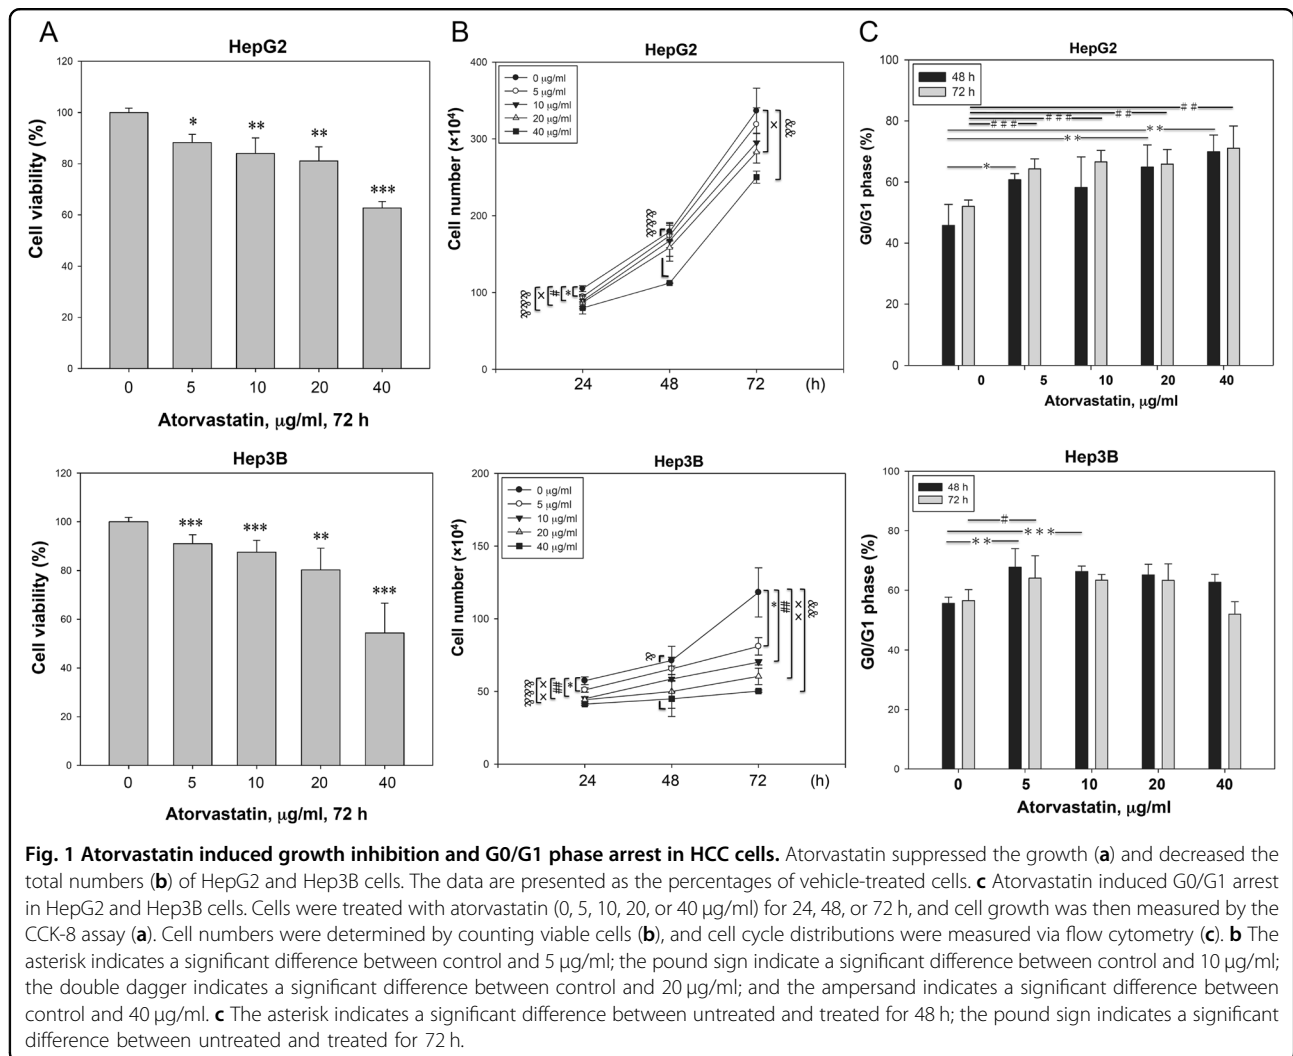 A
HepG2
Cell viability (%)
120
100
80
60
40
20
0
*
**
**
***
0 5 10 20 40
Atorvastatin, μg/ml, 72 h
B
HepG2
Cell number (×10⁴)
400
300
200
100
0
0 μg/ml
5 μg/ml
10 μg/ml
20 μg/ml
40 μg/ml
&&& × # *
&&&
× &&
24 48 72 (h)
C
HepG2
G0/G1 phase (%)
100
80
60
40
20
0
48 h
72 h
##
##
###
###
**
**
*
0 5 10 20 40
Atorvastatin, μg/ml
Hep3B
Cell viability (%)
120
100
80
60
40
20
0
***
***
**
***
0 5 10 20 40
Atorvastatin, μg/ml, 72 h
Hep3B
Cell number (×10⁴)
200
150
100
50
0
0 μg/ml
5 μg/ml
10 μg/ml
20 μg/ml
40 μg/ml
&&& ×× ## *
&
* ## ×× &&
24 48 72 (h)
Hep3B
G0/G1 phase (%)
100
80
60
40
20
0
48 h
72 h
#
***
**
0 5 10 20 40
Atorvastatin, μg/ml
Fig. 1 Atorvastatin induced growth inhibition and G0/G1 phase arrest in HCC cells. Atorvastatin suppressed the growth (a) and decreased the
total numbers (b) of HepG2 and Hep3B cells. The data are presented as the percentages of vehicle-treated cells. c Atorvastatin induced G0/G1 arrest
in HepG2 and Hep3B cells. Cells were treated with atorvastatin (0, 5, 10, 20, or 40 μg/ml) for 24, 48, or 72 h, and cell growth was then measured by the
CCK-8 assay (a). Cell numbers were determined by counting viable cells (b), and cell cycle distributions were measured via flow cytometry (c). b The
asterisk indicates a significant difference between control and 5 μg/ml; the pound sign indicate a significant difference between control and 10 μg/ml;
the double dagger indicates a significant difference between control and 20 μg/ml; and the ampersand indicates a significant difference between
control and 40 μg/ml. c The asterisk indicates a significant difference between untreated and treated for 48 h; the pound sign indicates a significant
difference between untreated and treated for 72 h.